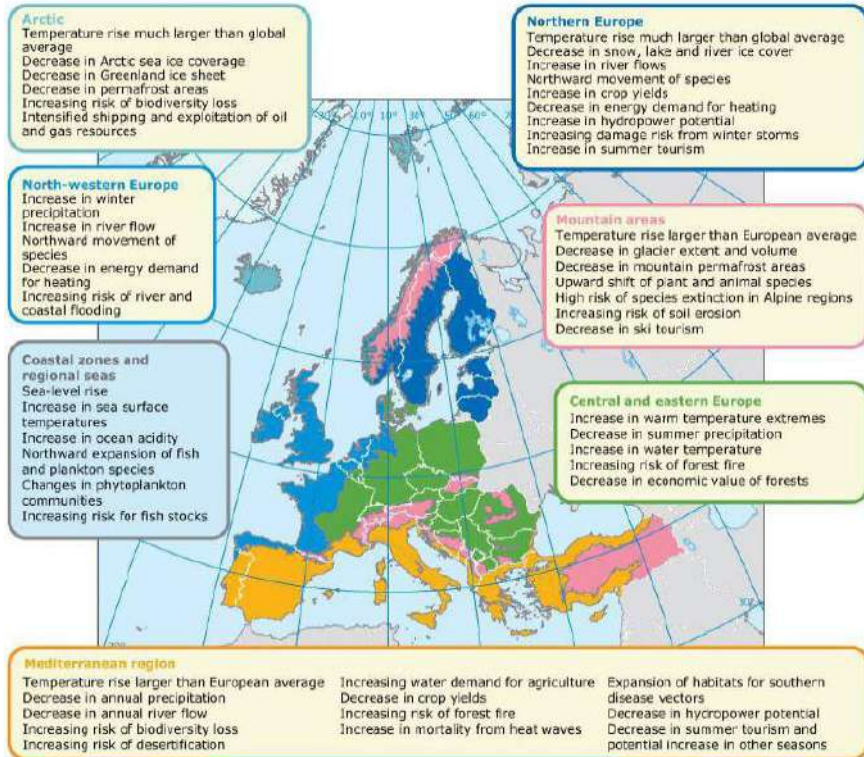 Arctic
Temperature rise much larger than global
average
Decrease in Arctic sea ice coverage
Decrease in Greenland ice sheet
Decrease in permafrost areas
Increasing risk of biodiversity loss
Intensified shipping and exploitation of oil
and gas resources
Northern Europe
Temperature rise much larger than global average
Decrease in snow, lake and river ice cover
Increase in river flows
Northward movement of species
Increase in crop yields
Decrease in energy demand for heating
Increase in hydropower potential
Increasing damage risk from winter storms
Increase in summer tourism
North-western Europe
Increase in winter
precipitation
Increase in river flow
Northward movement of
species
Decrease in energy demand
for heating
Increasing risk of river and
coastal flooding
Mountain areas
Temperature rise larger than European average
Decrease in glacier extent and volume
Decrease in mountain permafrost areas
Upward shift of plant and animal species
High risk of species extinction in Alpine regions
Increasing risk of soil erosion
Decrease in ski tourism
Coastal zones and
regional seas
Sea-level rise
Increase in sea surface
temperatures
Increase in ocean acidity
Northward expansion of fish
and plankton species
Changes in phytoplankton
communities
Increasing risk for fish stocks
Central and eastern Europe
Increase in warm temperature extremes
Decrease in summer precipitation
Increase in water temperature
Increasing risk of forest fire
Decrease in economic value of forests
Mediterranean region
Temperature rise larger than European average
Decrease in annual precipitation
Decrease in annual river flow
Increasing risk of biodiversity loss
Increasing risk of desertification
Increasing water demand for agriculture
Decrease in crop yields
Increasing risk of forest fire
Increase in mortality from heat waves
Expansion of habitats for southern
disease vectors
Decrease in hydropower potential
Decrease in summer tourism and
potential increase in other seasons